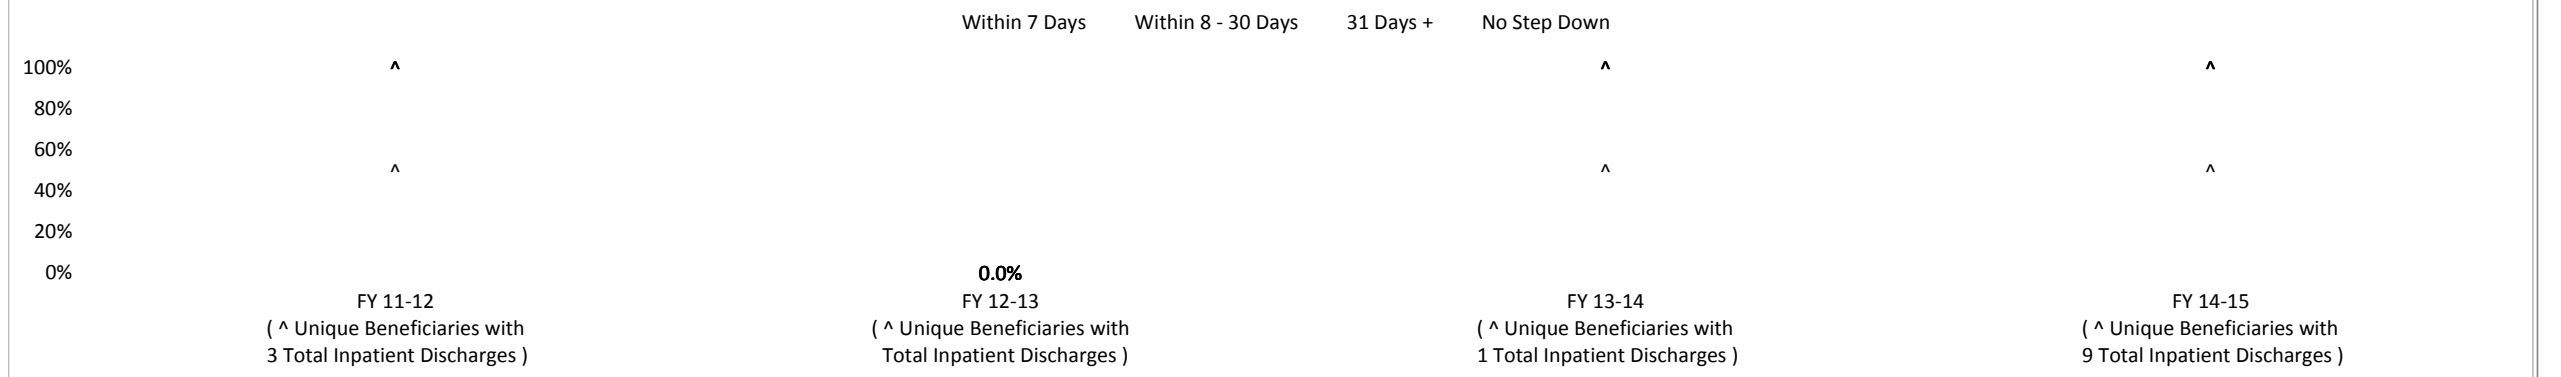 Within 7 Days Within 8 - 30 Days 31 Days + No Step Down
100% ^ ^ ^
80%
60%
^ ^ ^
40%
20%
0% 0.0%
FY 11-12 FY 12-13 FY 13-14 FY 14-15
( ^ Unique Beneficiaries with ( ^ Unique Beneficiaries with ( ^ Unique Beneficiaries with ( ^ Unique Beneficiaries with
3 Total Inpatient Discharges ) Total Inpatient Discharges ) 1 Total Inpatient Discharges ) 9 Total Inpatient Discharges )